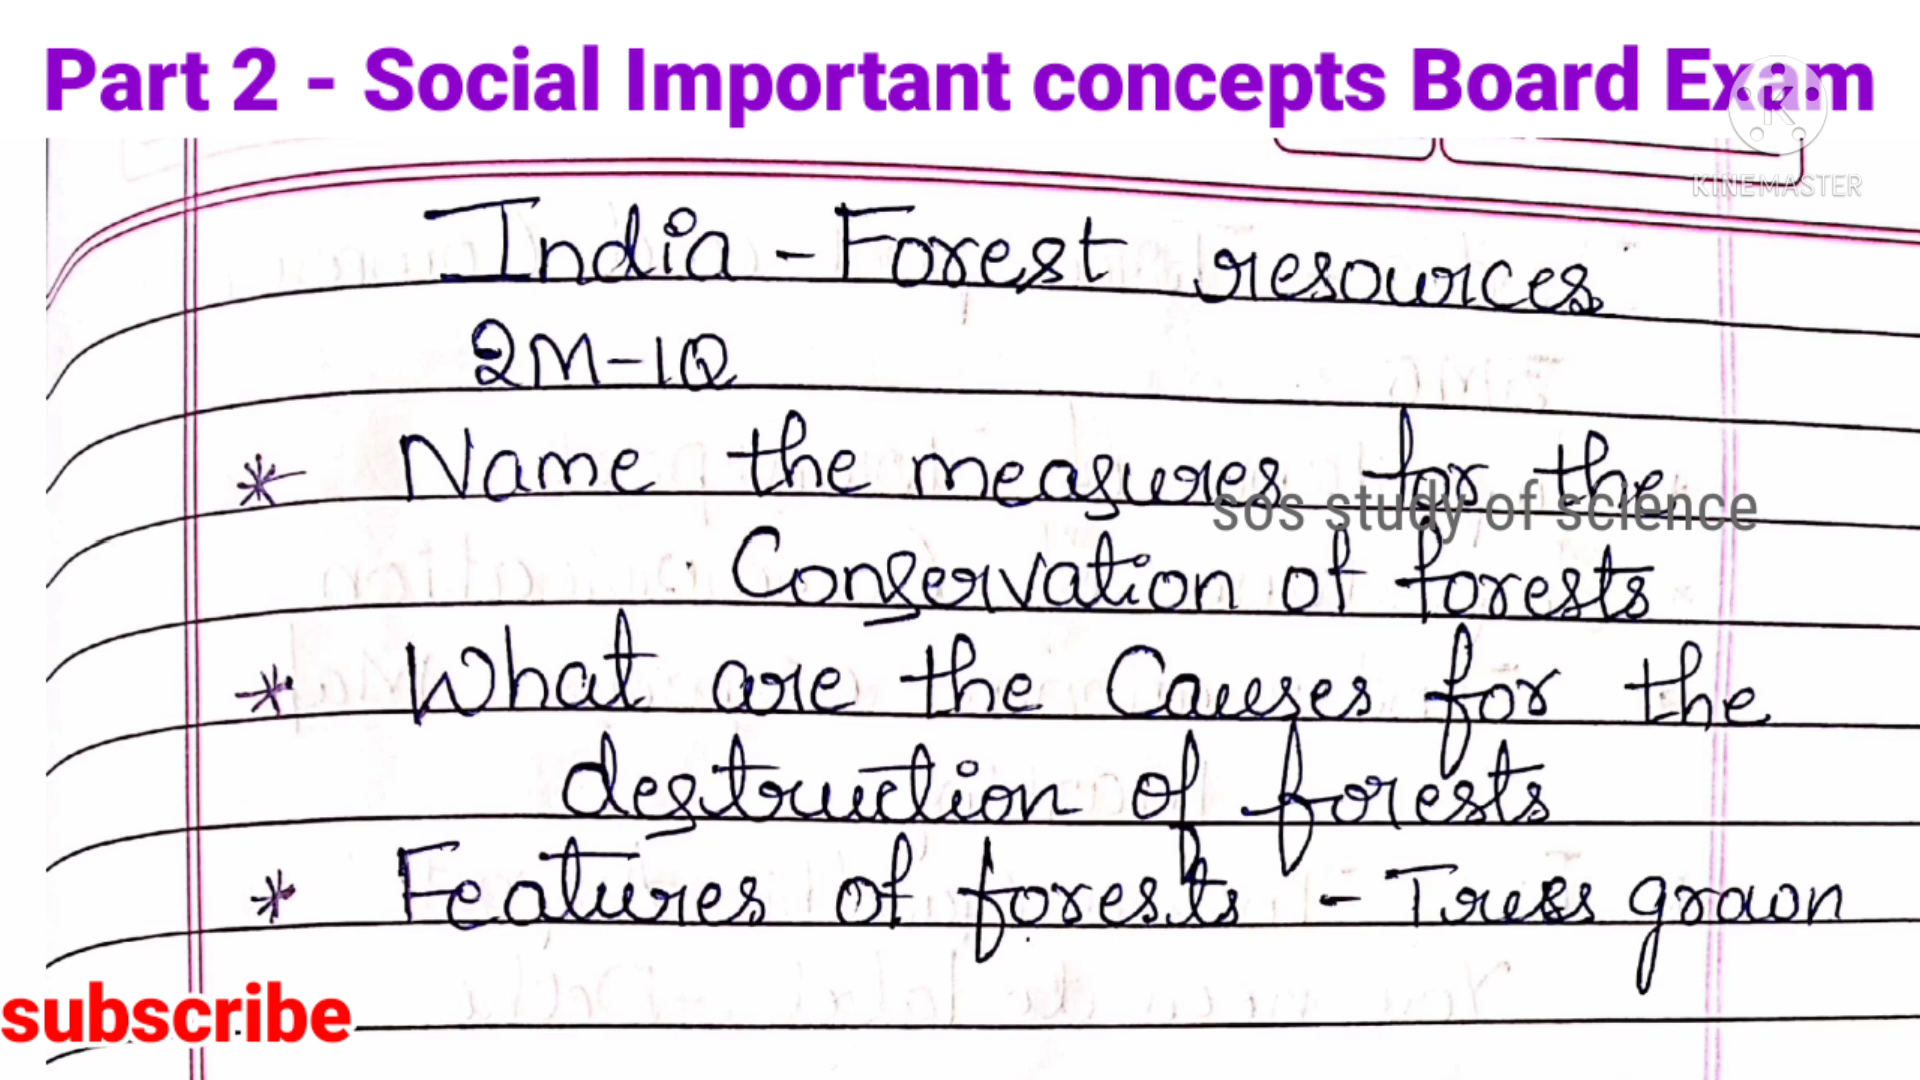 Part 2 - Social Important concepts Board Exam
KINEMASTER
India - Forest resources
2M-1Q
* Name the measures for the
sos study of science
Conservation of forests
* What are the Causes for the
destruction of forests
* Features of forests - Tress grown
subscribe